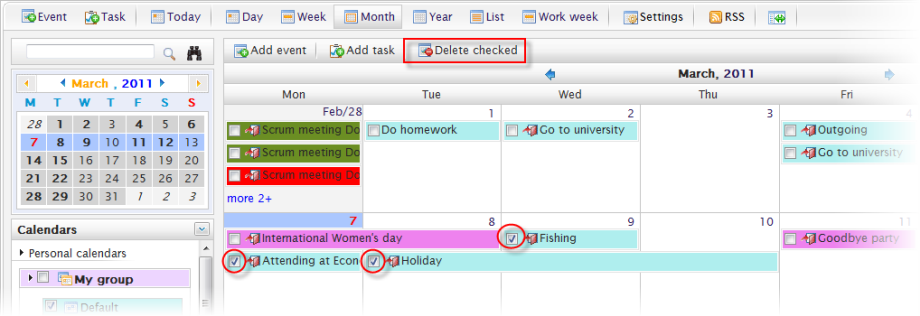 Event Task Today Day Week Month Year List Work week Settings RSS
Add event Add task Delete checked
March , 2011
M T W T F S S
28 1 2 3 4 5 6
7 8 9 10 11 12 13
14 15 16 17 18 19 20
21 22 23 24 25 26 27
28 29 30 31 1 2 3
Calendars
Personal calendars
My group
Default
March, 2011
Mon Tue Wed Thu Fri
Feb/28 1 2 3 4
Scrum meeting Do Do homework Go to university Outgoing
Scrum meeting Do Go to university
Scrum meeting Do
more 2+
7 8 9 10 11
International Women's day Fishing Goodbye party
Attending at Econ Holiday